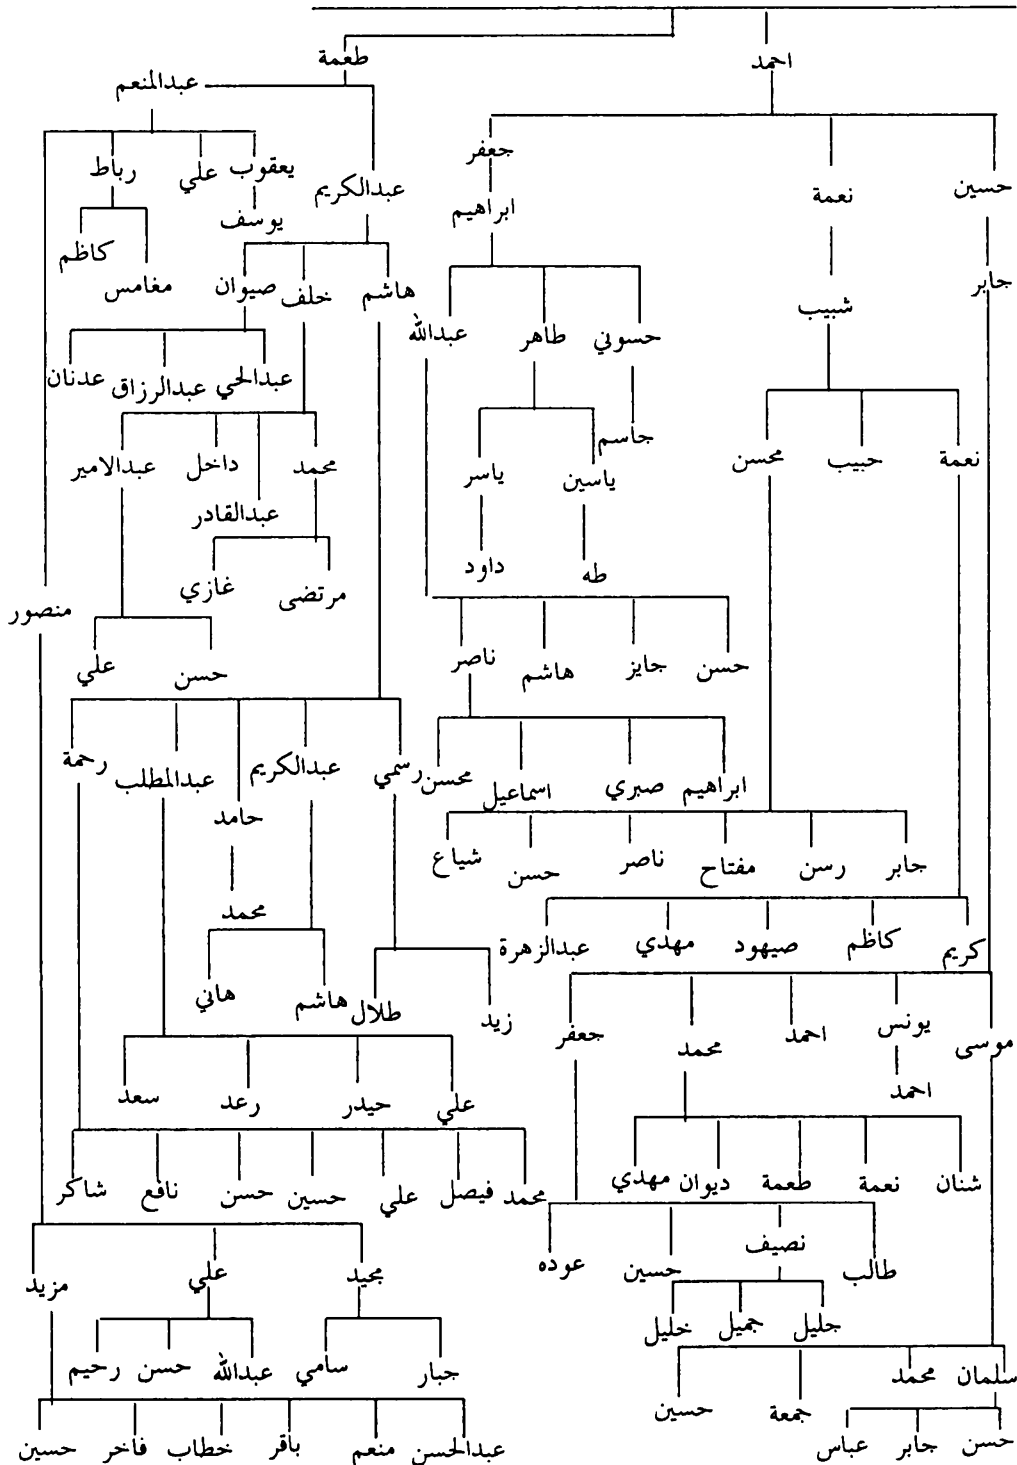 احمد طعمة
عبدالمنعم
حسين نعمة جعفر عبدالكريم يعقوب علي رباط
جابر ابراهيم يوسف كاظم
شبيب هاشم خلف صيوان مغامس
حسوني طاهر عبدالله
عبدالحي عبدالرزاق عدنان
نعمة حبيب محسن جاسم
ياسين ياسر محمد داخل عبدالامير
عبدالقادر
طه داود مرتضى غازي
منصور
حسن جايز هاشم ناصر حسن علي
ابراهيم صبري اسماعيل محسن رسمي عبدالكريم عبدالمطلب رحمة
حامد
جابر رسن مفتاح ناصر حسن شياع
محمد
كريم كاظم صيهود مهدي عبدالزهرة
زيد طلال هاشم هاني
موسى يونس احمد محمد جعفر
احمد علي حيدر رعد سعد
شنان نعمة طعمة ديوان مهدي محمد فيصل علي حسين حسن نافع شاكر
طالب نصيف حسين عوده مجيد علي مزيد
جليل جميل خليل
سلمان محمد جمعة حسين جبار سامي عبدالله حسن رحيم
حسن جابر عباس عبدالحسن منعم باقر خطاب فاخر حسين